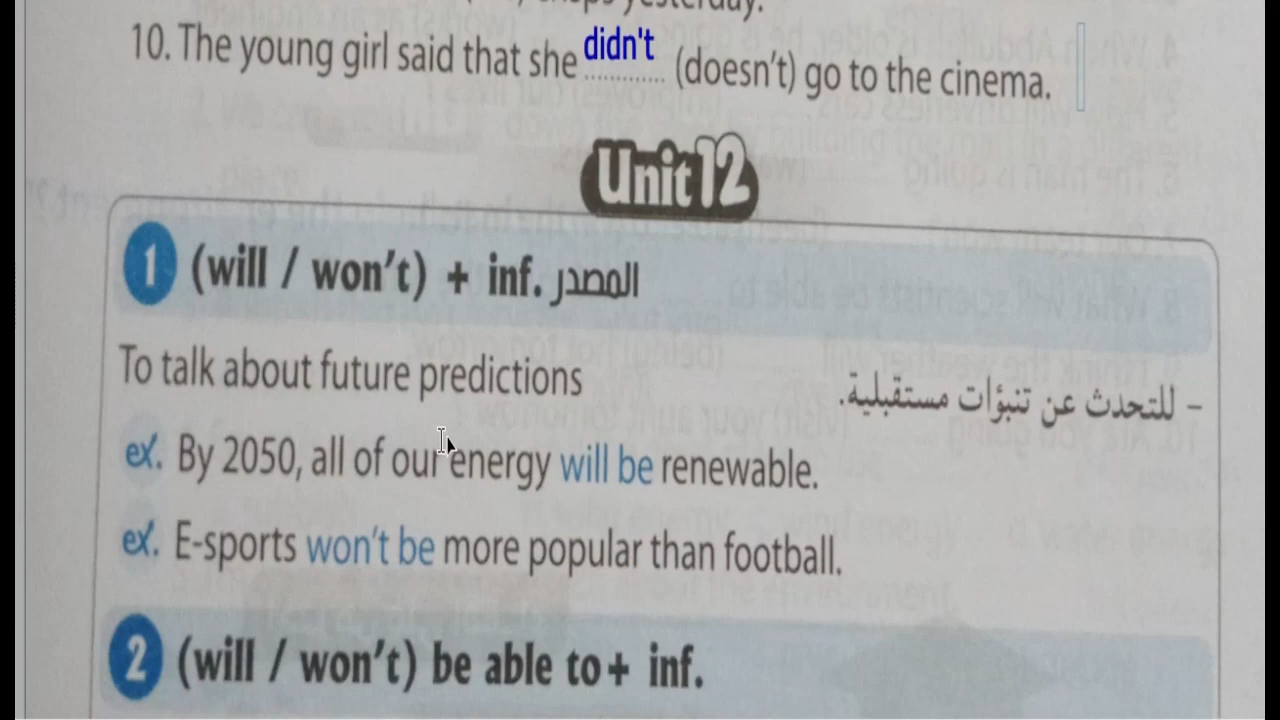 yesterday.
10. The young girl said that she didn't (doesn't) go to the cinema.
Unit 12
1 (will / won't) + inf. المصدر
To talk about future predictions
- للتحدث عن تنبؤات مستقبلية.
ex. By 2050, all of our energy will be renewable.
ex. E-sports won't be more popular than football.
2 (will / won't) be able to + inf.